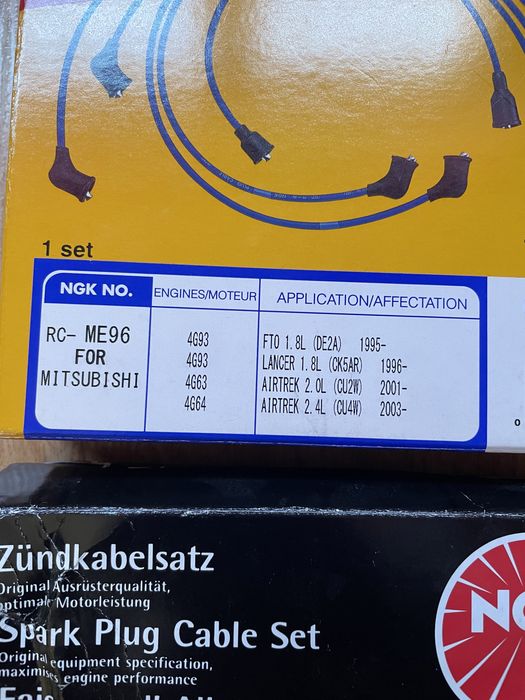 1 set
NGK NO. ENGINES/MOTEUR APPLICATION/AFFECTATION
RC- ME96 4G93 FTO 1.8L (DE2A) 1995-
FOR 4G93 LANCER 1.8L (CK5AR) 1996-
MITSUBISHI 4G63 AIRTREK 2.0L (CU2W) 2001-
4G64 AIRTREK 2.4L (CU4W) 2003-
Zündkabelsatz
Original Ausrüsterqualität,
optimale Motorleistung
Spark Plug Cable Set
Original equipment specification,
maximises engine performance
NG